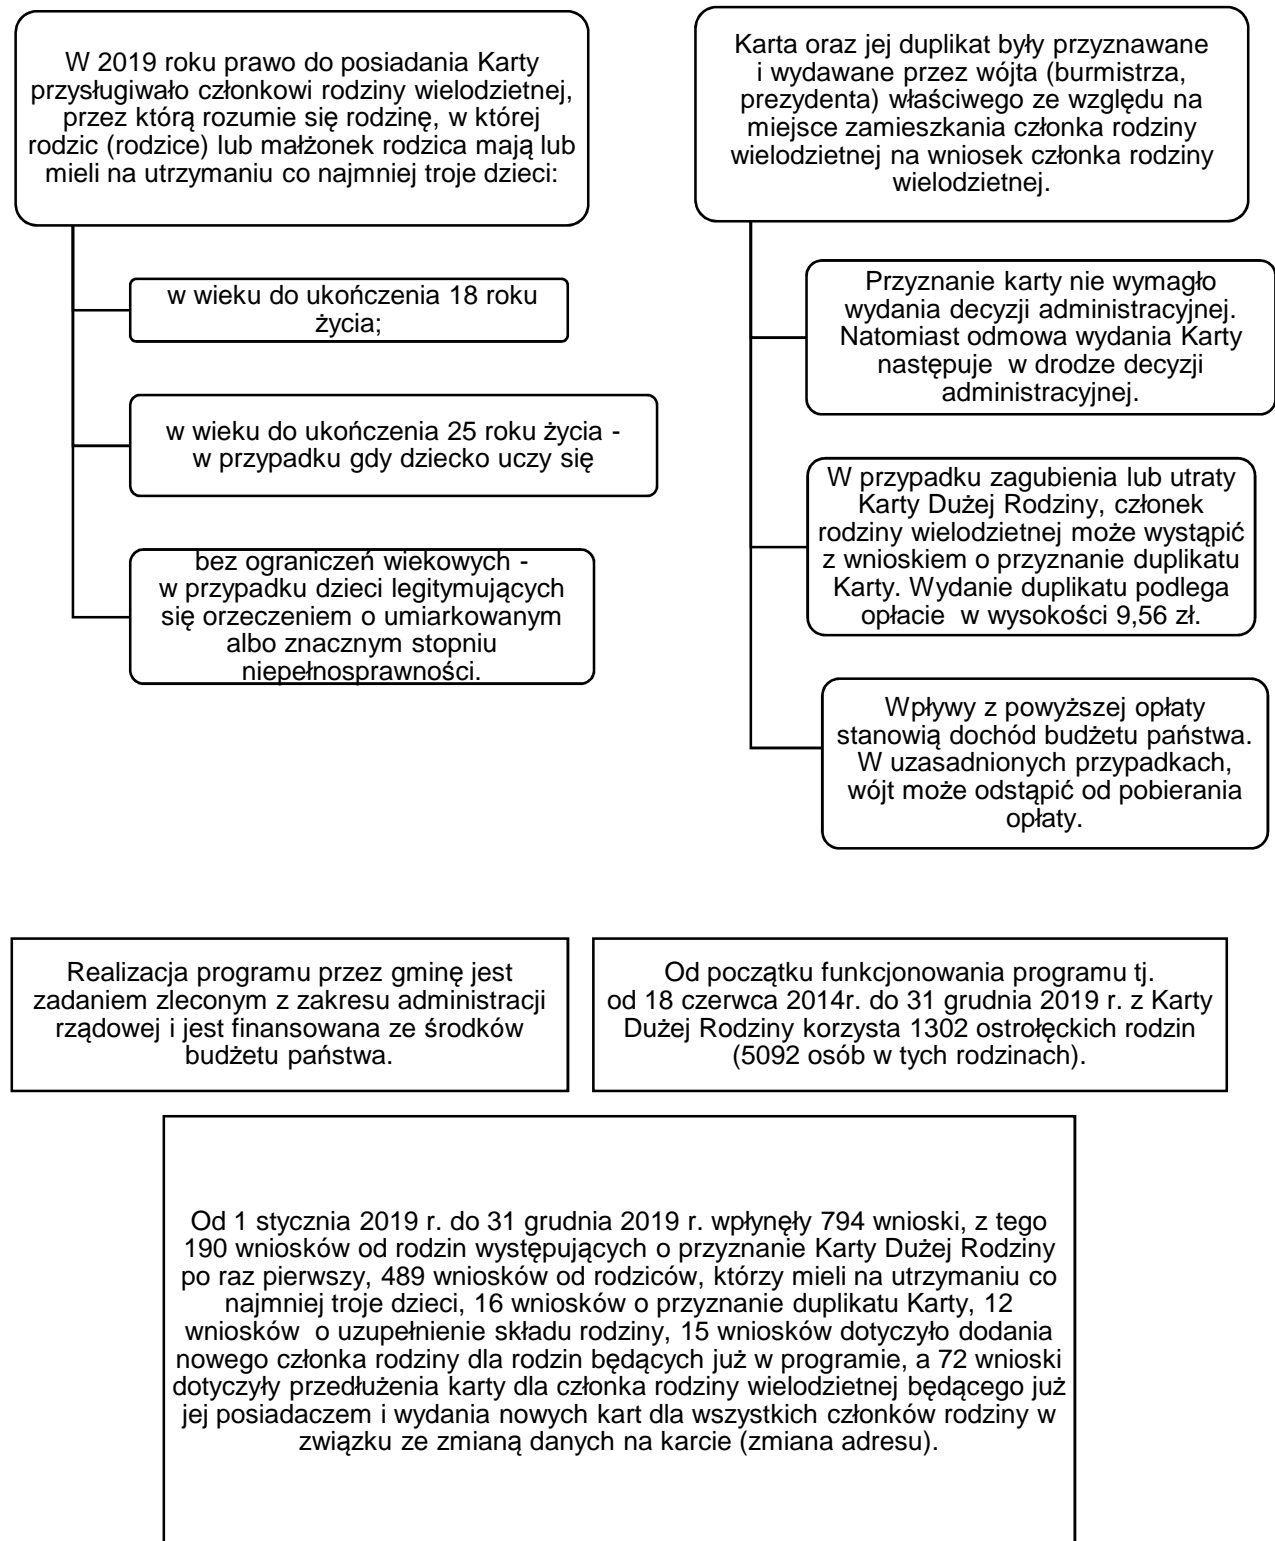 W 2019 roku prawo do posiadania Karty
przysługiwało członkowi rodziny wielodzietnej,
przez którą rozumie się rodzinę, w której
rodzic (rodzice) lub małżonek rodzica mają lub
mieli na utrzymaniu co najmniej troje dzieci:
w wieku do ukończenia 18 roku
życia;
w wieku do ukończenia 25 roku życia -
w przypadku gdy dziecko uczy się
bez ograniczeń wiekowych -
w przypadku dzieci legitymujących
się orzeczeniem o umiarkowanym
albo znacznym stopniu
niepełnosprawności.
Karta oraz jej duplikat były przyznawane
i wydawane przez wójta (burmistrza,
prezydenta) właściwego ze względu na
miejsce zamieszkania członka rodziny
wielodzietnej na wniosek członka rodziny
wielodzietnej.
Przyznanie karty nie wymagło
wydania decyzji administracyjnej.
Natomiast odmowa wydania Karty
następuje w drodze decyzji
administracyjnej.
W przypadku zagubienia lub utraty
Karty Dużej Rodziny, członek
rodziny wielodzietnej może wystąpić
z wnioskiem o przyznanie duplikatu
Karty. Wydanie duplikatu podlega
opłacie w wysokości 9,56 zł.
Wpływy z powyższej opłaty
stanowią dochód budżetu państwa.
W uzasadnionych przypadkach,
wójt może odstąpić od pobierania
opłaty.
Realizacja programu przez gminę jest
zadaniem zleconym z zakresu administracji
rządowej i jest finansowana ze środków
budżetu państwa.
Od początku funkcjonowania programu tj.
od 18 czerwca 2014r. do 31 grudnia 2019 r. z Karty
Dużej Rodziny korzysta 1302 ostrołęckich rodzin
(5092 osób w tych rodzinach).
Od 1 stycznia 2019 r. do 31 grudnia 2019 r. wpłynęły 794 wnioski, z tego
190 wniosków od rodzin występujących o przyznanie Karty Dużej Rodziny
po raz pierwszy, 489 wniosków od rodziców, którzy mieli na utrzymaniu co
najmniej troje dzieci, 16 wniosków o przyznanie duplikatu Karty, 12
wniosków o uzupełnienie składu rodziny, 15 wniosków dotyczyło dodania
nowego członka rodziny dla rodzin będących już w programie, a 72 wnioski
dotyczyły przedłużenia karty dla członka rodziny wielodzietnej będącego już
jej posiadaczem i wydania nowych kart dla wszystkich członków rodziny w
związku ze zmianą danych na karcie (zmiana adresu).